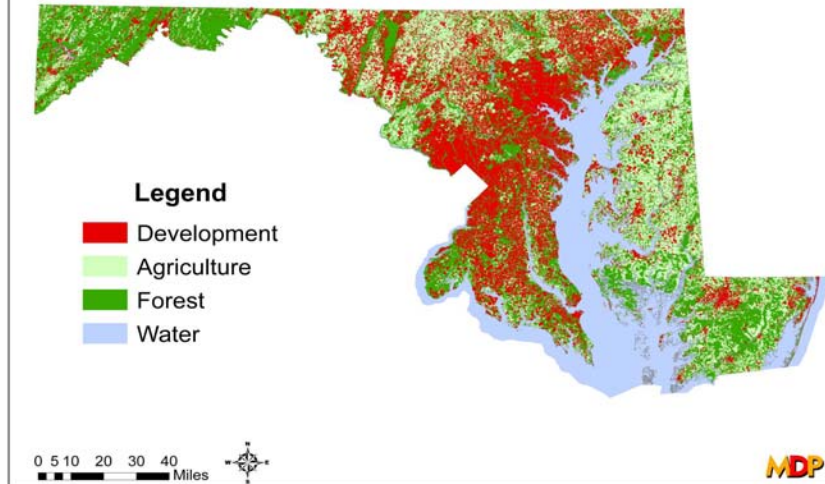 Legend
Development
Agriculture
Forest
Water
0 5 10 20 30 40
Miles
N
W E
S
MDP